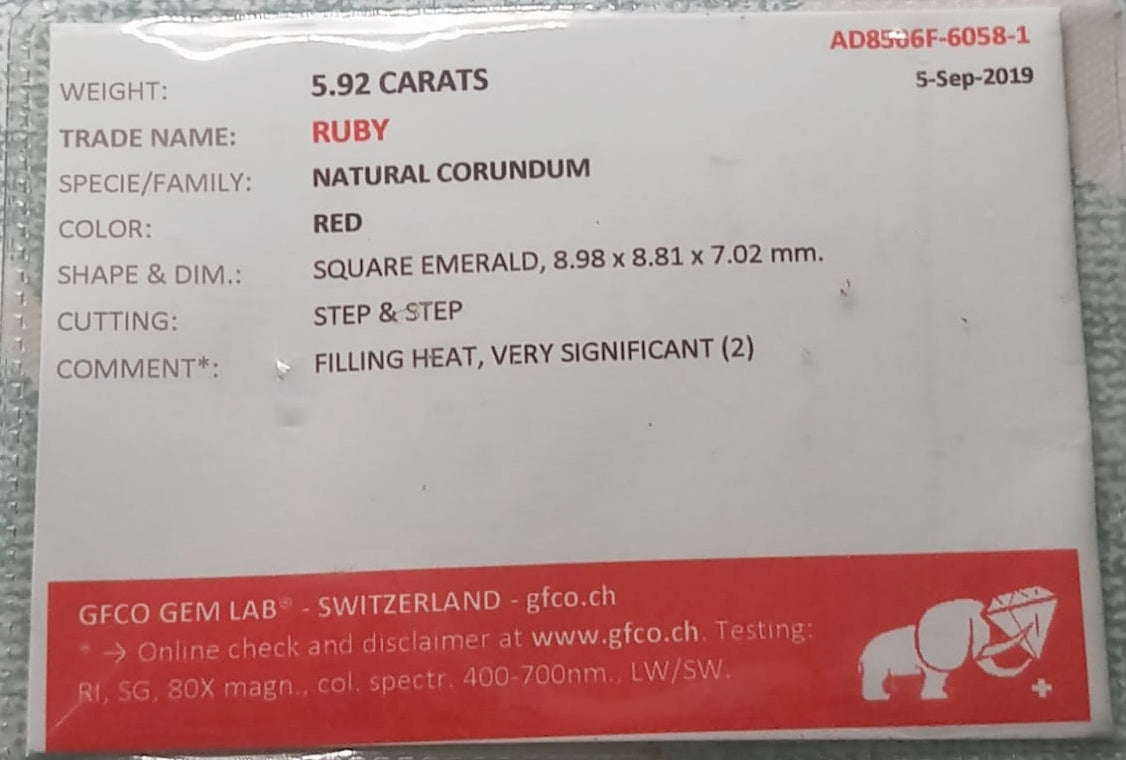 AD8506F-6058-1
5-Sep-2019
WEIGHT: 5.92 CARATS
TRADE NAME: RUBY
SPECIE/FAMILY: NATURAL CORUNDUM
COLOR: RED
SHAPE & DIM.: SQUARE EMERALD, 8.98 x 8.81 x 7.02 mm.
CUTTING: STEP & STEP
COMMENT*: FILLING HEAT, VERY SIGNIFICANT (2)
GFCO GEM LAB® - SWITZERLAND - gfco.ch
* → Online check and disclaimer at www.gfco.ch. Testing:
RI, SG, 80X magn., col. spectr. 400-700nm., LW/SW.